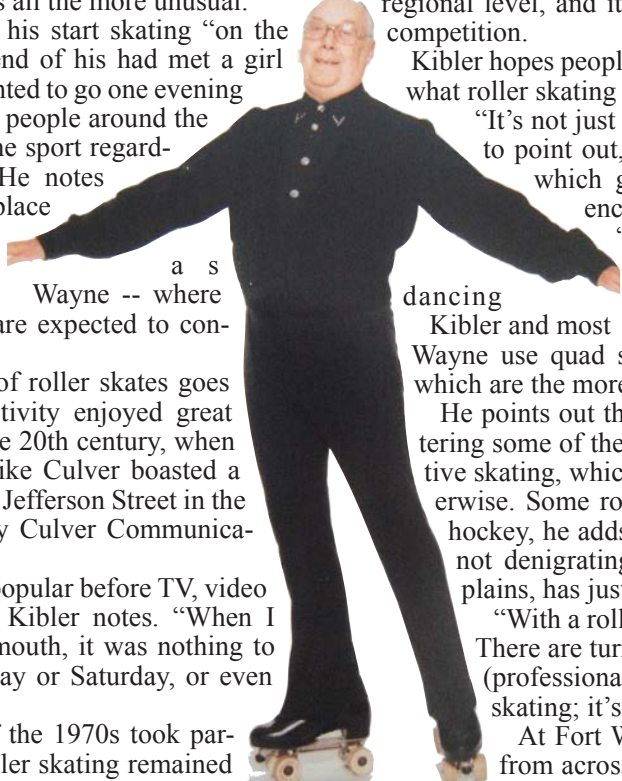 s all the more unusual.
his start skating “on the
end of his had met a girl
nted to go one evening
people around the
he sport regard-
He notes
place
a s
Wayne -- where
are expected to con-
of roller skates goes
tivity enjoyed great
e 20th century, when
ike Culver boasted a
Jefferson Street in the
y Culver Communica-
popular before TV, video
Kibler notes. “When I
mouth, it was nothing to
ay or Saturday, or even
f the 1970s took par-
ller skating remained
regional level, and it
competition.
Kibler hopes peopl
what roller skating
“It’s not just
to point out,
which g
enc
“
dancing
Kibler and most
Wayne use quad s
which are the more
He points out th
tering some of the
tive skating, whic
erwise. Some ro
hockey, he adds
not denigrating
plains, has jus
“With a roll
There are tur
(professiona
skating; it’s
At Fort W
from acros